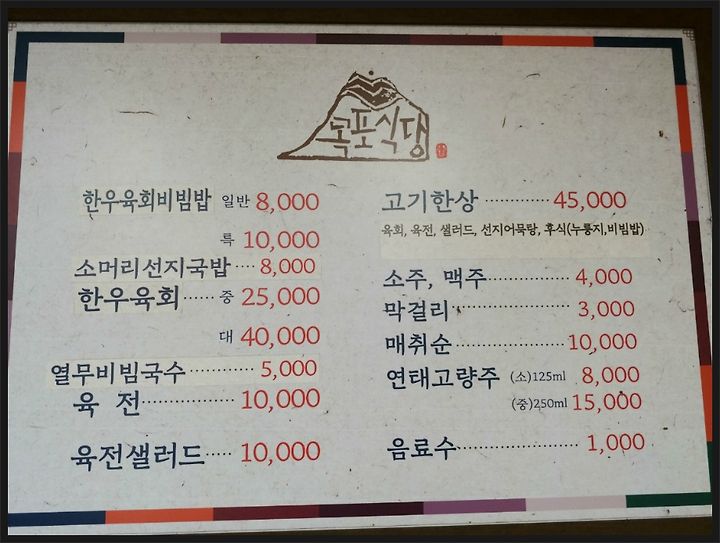 목포식당
한우육회비빔밥 일반 8,000
특 10,000
소머리선지국밥 ···· 8,000
한우육회 ······ 중 25,000
대 40,000
열무비빔국수 ············ 5,000
육 전 ················ 10,000
육전샐러드 ····· 10,000
고기한상 ············· 45,000
육회, 육전, 샐러드, 선지어묵탕, 후식(누룽지,비빔밥)
소주, 맥주 ················· 4,000
막걸리 ······················· 3,000
매취순 ······················ 10,000
연태고량주 (소)125ml 8,000
(중)250ml 15,000
음료수 ························ 1,000